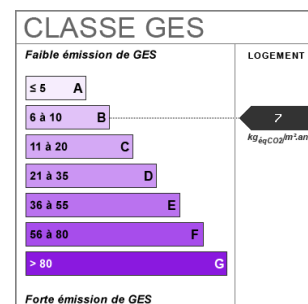 CLASSE GES
Faible émission de GES
LOGEMENT
≤ 5 A
6 à 10 B
7
kgéqCO2/m².an
11 à 20 C
21 à 35 D
36 à 55 E
56 à 80 F
> 80 G
Forte émission de GES